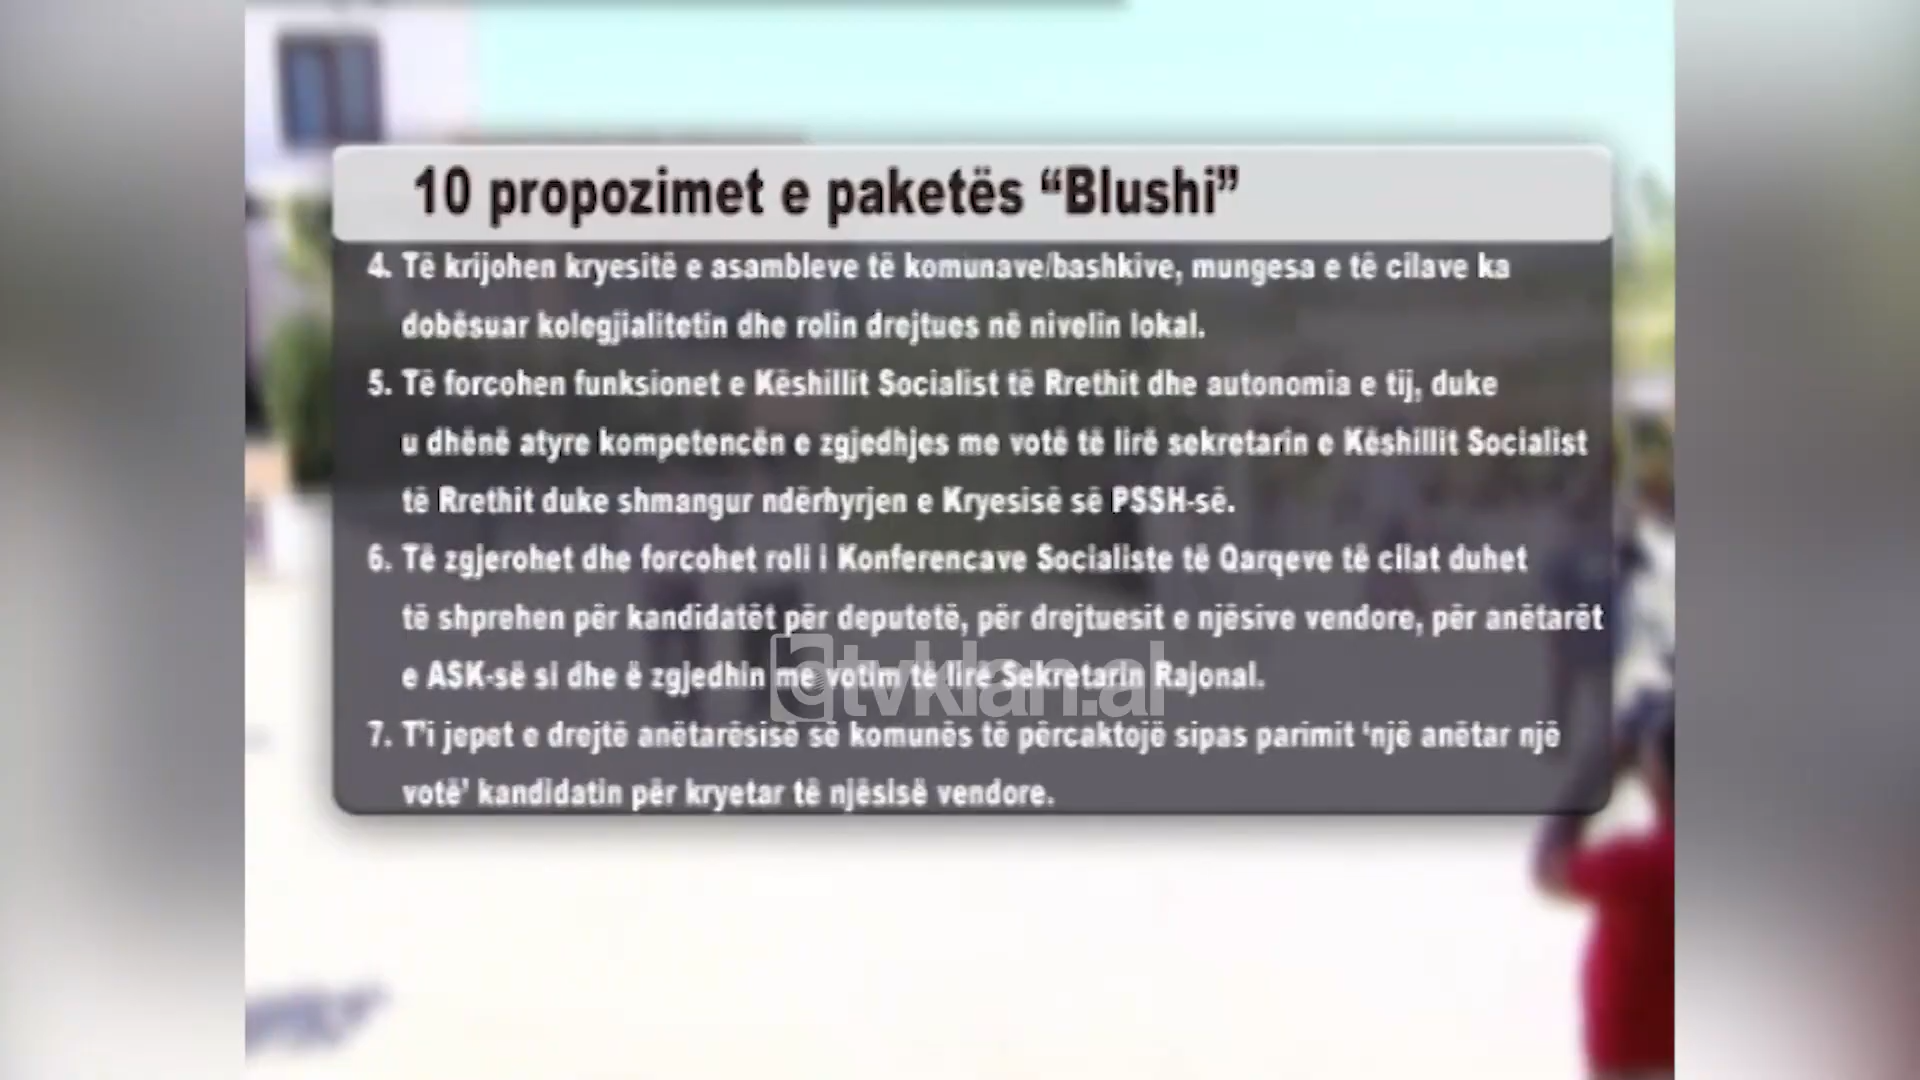 10 propozimet e paketës “Blushi”
4. Të krijohen kryesitë e asambleve të komunave/bashkive, mungesa e të cilave ka
dobësuar kolegjialitetin dhe rolin drejtues në nivelin lokal.
5. Të forcohen funksionet e Këshillit Socialist të Rrethit dhe autonomia e tij, duke
u dhënë atyre kompetencën e zgjedhjes me votë të lirë sekretarin e Këshillit Socialist
të Rrethit duke shmangur ndërhyrjen e Kryesisë së PSSH-së.
6. Të zgjerohet dhe forcohet roli i Konferencave Socialiste të Qarqeve të cilat duhet
të shprehen për kandidatët për deputetë, për drejtuesit e njësive vendore, për anëtarët
e ASK-së si dhe ë zgjedhin me votim të lirë Sekretarin Rajonal.
tvklan.al
7. T'i jepet e drejtë anëtarësisë së komunës të përcaktojë sipas parimit ‘një anëtar një
votë’ kandidatin për kryetar të njësisë vendore.